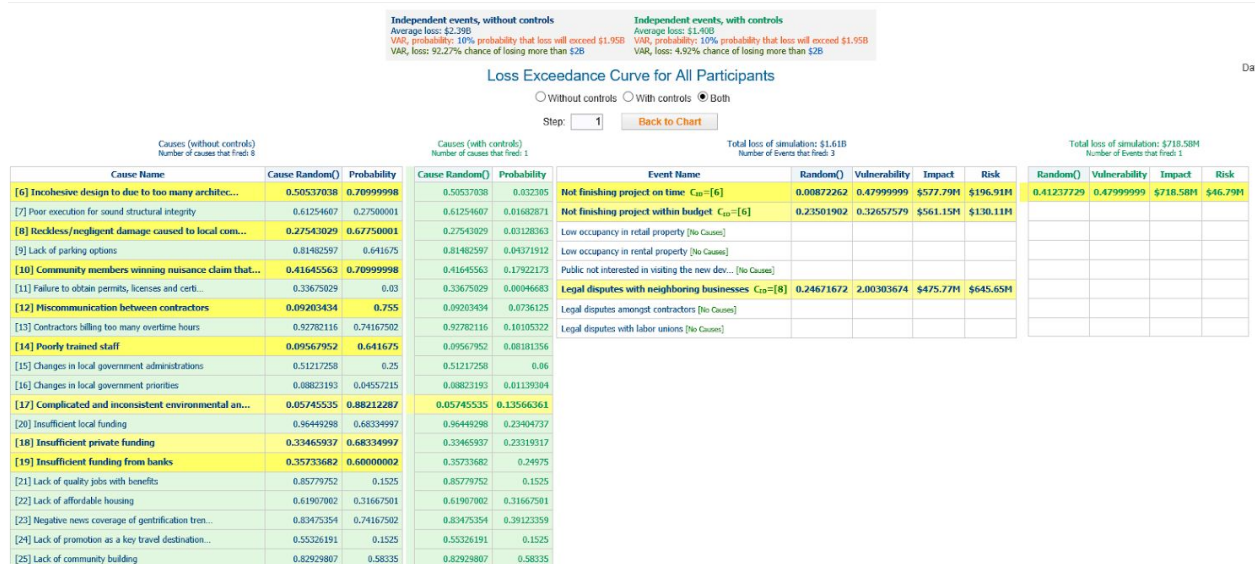 Independent events, without controls
Average loss: $2.39B
VAR, probability: 10% probability that loss will exceed $1.95B
VAR, loss: 92.27% chance of losing more than $2B
Independent events, with controls
Average loss: $1.40B
VAR, probability: 10% probability that loss will exceed $1.95B
VAR, loss: 4.92% chance of losing more than $2B
Da
Loss Exceedance Curve for All Participants
Without controls With controls Both
Step: 1 Back to Chart
Causes (without controls)
Number of causes that fired: 8
Causes (with controls)
Number of causes that fired: 1
Total loss of simulation: $1.61B
Number of Events that fired: 3
Total loss of simulation: $718.58M
Number of Events that fired: 1
Cause Name Cause Random() Probability Cause Random() Probability
[6] Incohesive design to due to too many architec... 0.50537038 0.70999998 0.50537038 0.032305
[7] Poor execution for sound structural integrity 0.61254607 0.27500001 0.61254607 0.01682871
[8] Reckless/negligent damage caused to local com... 0.27543029 0.67750001 0.27543029 0.03128363
[9] Lack of parking options 0.81482597 0.641675 0.81482597 0.04371912
[10] Community members winning nuisance claim that... 0.41645563 0.70999998 0.41645563 0.17922173
[11] Failure to obtain permits, licenses and certi... 0.33675029 0.03 0.33675029 0.00046683
[12] Miscommunication between contractors 0.09203434 0.755 0.09203434 0.0736125
[13] Contractors billing too many overtime hours 0.92782116 0.74167502 0.92782116 0.10105322
[14] Poorly trained staff 0.09567952 0.641675 0.09567952 0.08181356
[15] Changes in local government administrations 0.51217258 0.25 0.51217258 0.06
[16] Changes in local government priorities 0.08823193 0.04557215 0.08823193 0.01139304
[17] Complicated and inconsistent environmental an... 0.05745535 0.88212287 0.05745535 0.13566361
[20] Insufficient local funding 0.96449298 0.68334997 0.96449298 0.23404737
[18] Insufficient private funding 0.33465937 0.68334997 0.33465937 0.23319317
[19] Insufficient funding from banks 0.35733682 0.60000002 0.35733682 0.24975
[21] Lack of quality jobs with benefits 0.85779752 0.1525 0.85779752 0.1525
[22] Lack of affordable housing 0.61907002 0.31667501 0.61907002 0.31667501
[23] Negative news coverage of gentrification tren... 0.83475354 0.74167502 0.83475354 0.39123359
[24] Lack of promotion as a key travel destination... 0.55326191 0.1525 0.55326191 0.1525
[25] Lack of community building 0.82929807 0.58335 0.82929807 0.58335
Event Name Random() Vulnerability Impact Risk
Not finishing project on time C_ID=[6] 0.00872262 0.47999999 $577.79M $196.91M
Not finishing project within budget C_ID=[6] 0.23501902 0.32657579 $561.15M $130.11M
Low occupancy in retail property [No Causes]
Low occupancy in rental property [No Causes]
Public not interested in visiting the new dev... [No Causes]
Legal disputes with neighboring businesses C_ID=[8] 0.24671672 2.00303674 $475.77M $645.65M
Legal disputes amongst contractors [No Causes]
Legal disputes with labor unions [No Causes]
Random() Vulnerability Impact Risk
0.41237729 0.47999999 $718.58M $46.79M